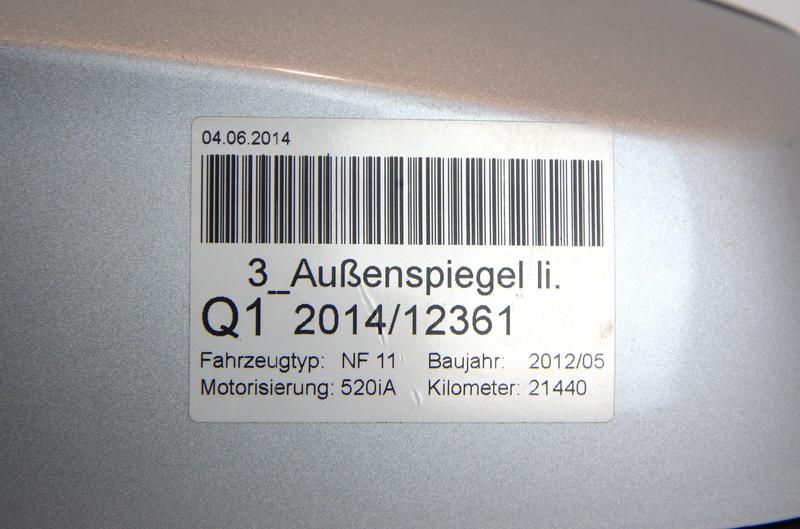 04.06.2014
3_Außenspiegel li.
Q1 2014/12361
Fahrzeugtyp: NF 11 Baujahr: 2012/05
Motorisierung: 520iA Kilometer: 21440